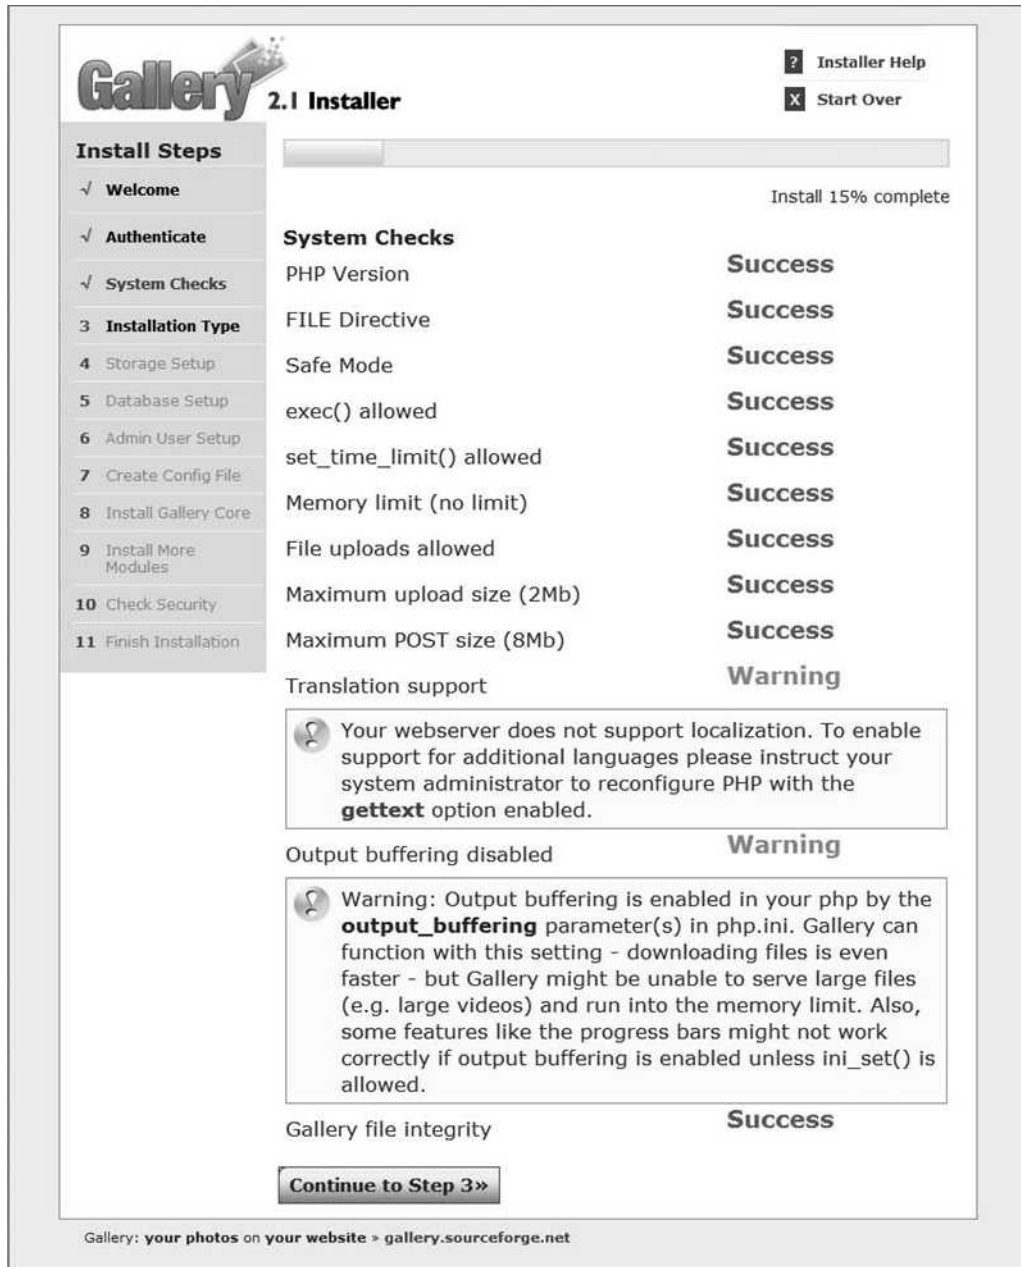 Gallery 2.1 Installer
? Installer Help
X Start Over
Install Steps
√ Welcome
√ Authenticate
√ System Checks
3 Installation Type
4 Storage Setup
5 Database Setup
6 Admin User Setup
7 Create Config File
8 Install Gallery Core
9 Install More
Modules
10 Check Security
11 Finish Installation
Install 15% complete
System Checks
PHP Version Success
FILE Directive Success
Safe Mode Success
exec() allowed Success
set_time_limit() allowed Success
Memory limit (no limit) Success
File uploads allowed Success
Maximum upload size (2Mb) Success
Maximum POST size (8Mb) Success
Translation support Warning
Your webserver does not support localization. To enable
support for additional languages please instruct your
system administrator to reconfigure PHP with the
gettext option enabled.
Output buffering disabled Warning
Warning: Output buffering is enabled in your php by the
output_buffering parameter(s) in php.ini. Gallery can
function with this setting - downloading files is even
faster - but Gallery might be unable to serve large files
(e.g. large videos) and run into the memory limit. Also,
some features like the progress bars might not work
correctly if output buffering is enabled unless ini_set() is
allowed.
Gallery file integrity Success
Continue to Step 3»
Gallery: your photos on your website » gallery.sourceforge.net